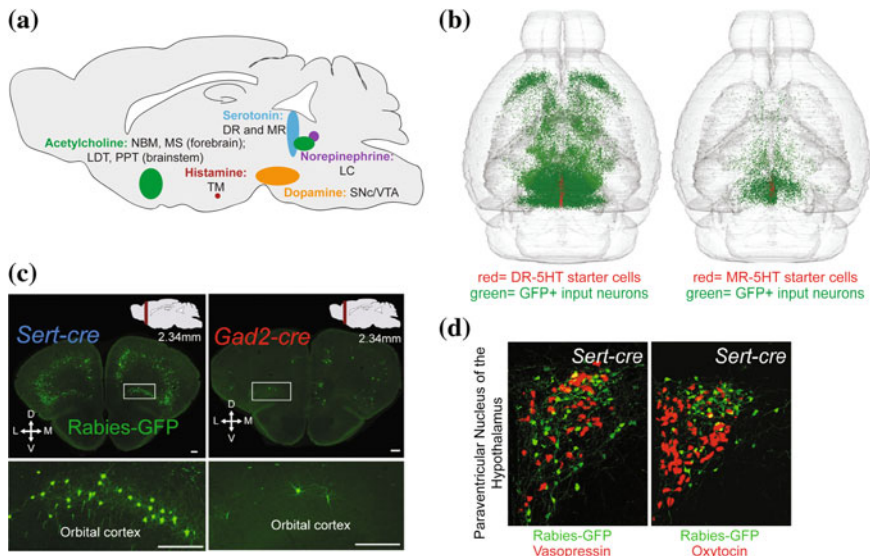 (a)
Serotonin:
DR and MR
Acetylcholine: NBM, MS (forebrain);
LDT, PPT (brainstem)
Norepinephrine:
LC
Histamine:
TM
Dopamine: SNc/VTA
(b)
red= DR-5HT starter cells
green= GFP+ input neurons
red= MR-5HT starter cells
green= GFP+ input neurons
(c)
Sert-cre
2.34mm
D
L M
V
Rabies-GFP
Orbital cortex
Gad2-cre
2.34mm
D
L M
V
Orbital cortex
(d)
Paraventricular Nucleus of the
Hypothalamus
Sert-cre
Rabies-GFP
Vasopressin
Sert-cre
Rabies-GFP
Oxytocin